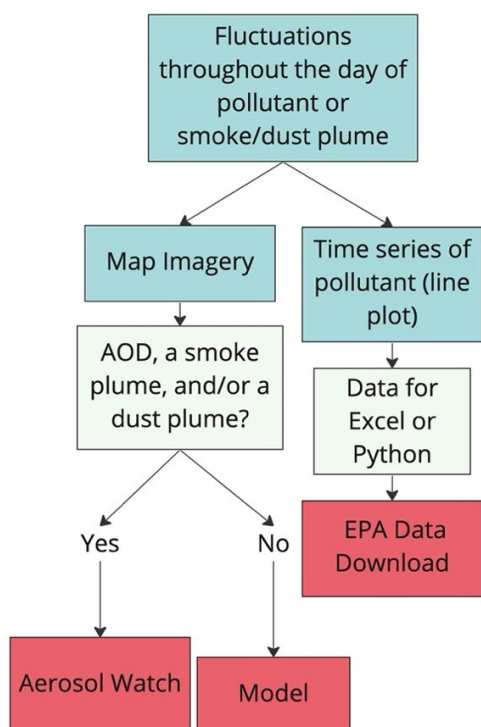 Fluctuations
throughout the day of
pollutant or
smoke/dust plume
Map Imagery
Time series of
pollutant (line
plot)
AOD, a smoke
plume, and/or a
dust plume?
Data for
Excel or
Python
Yes
No
EPA Data
Download
Aerosol Watch
Model